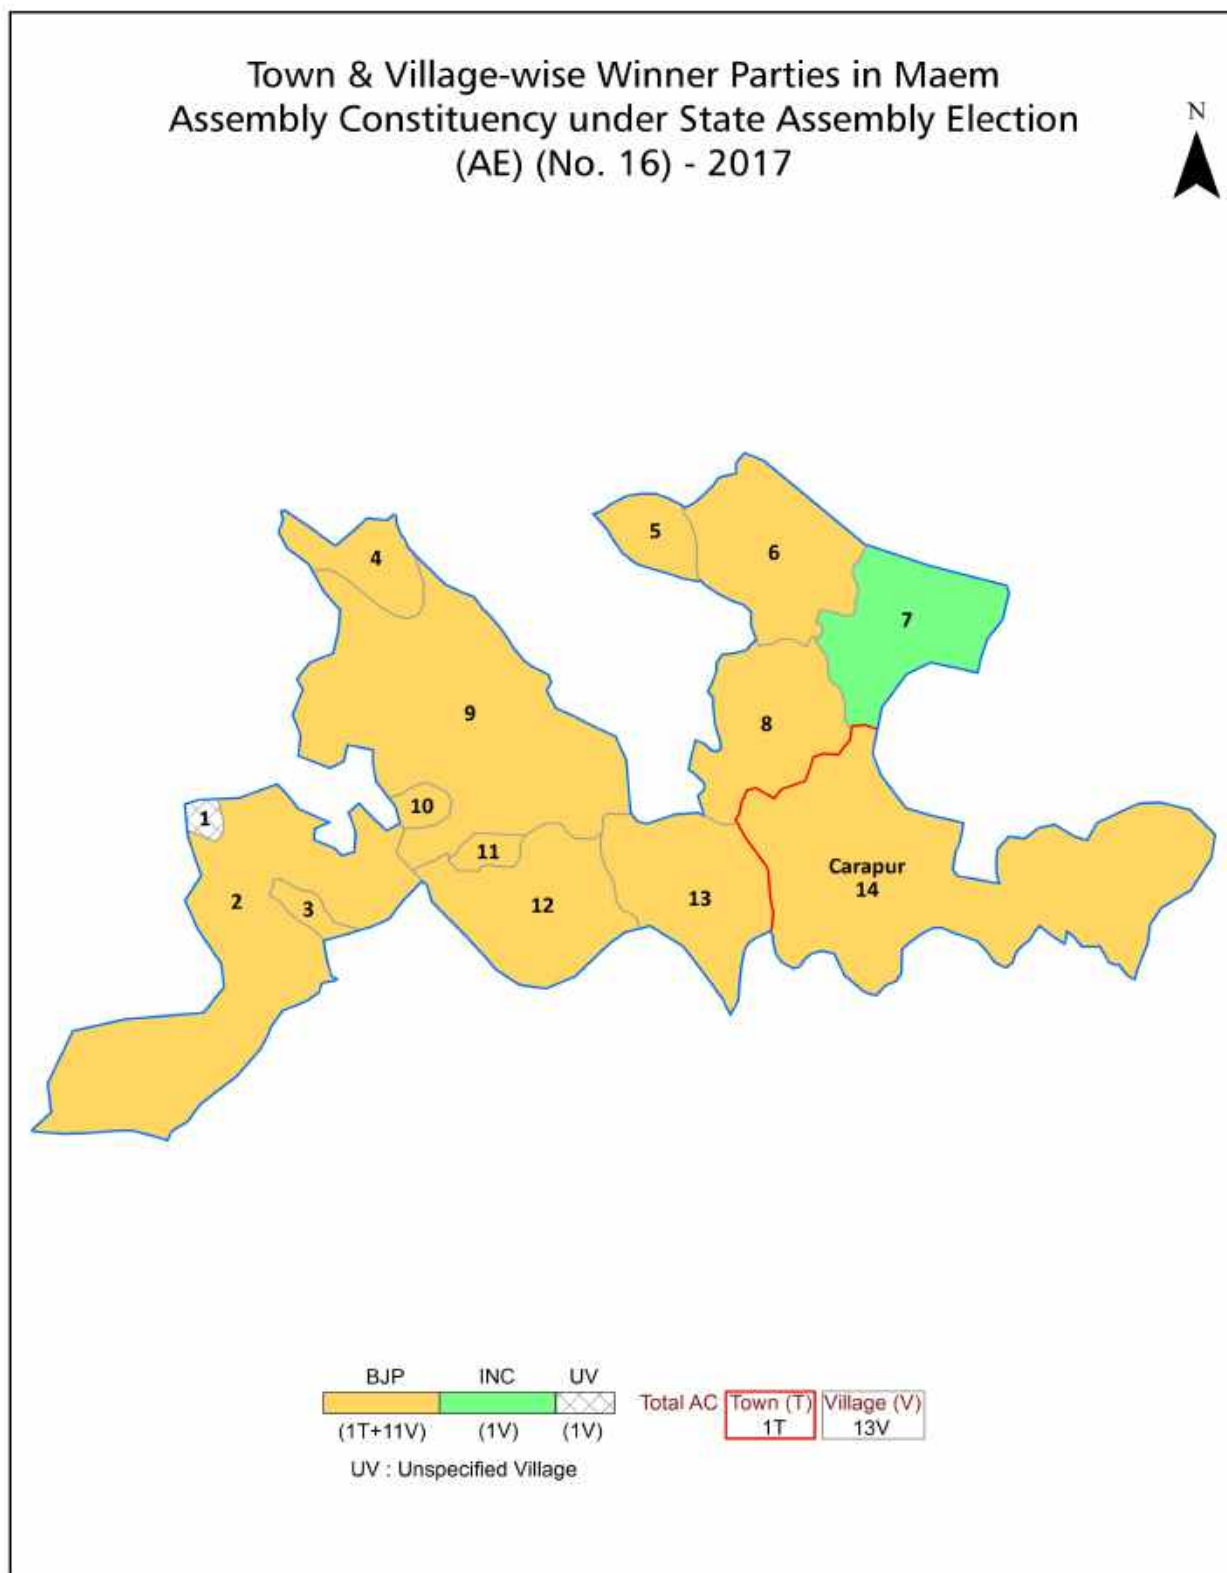 Town & Village-wise Winner Parties in Maem
Assembly Constituency under State Assembly Election
(AE) (No. 16) - 2017
N
5
6
4
7
9
8
10
1
11
Carapur
14
2
3
12
13
BJP INC UV
(1T+11V) (1V) (1V)
UV : Unspecified Village
Total AC Town (T) Village (V)
1T 13V